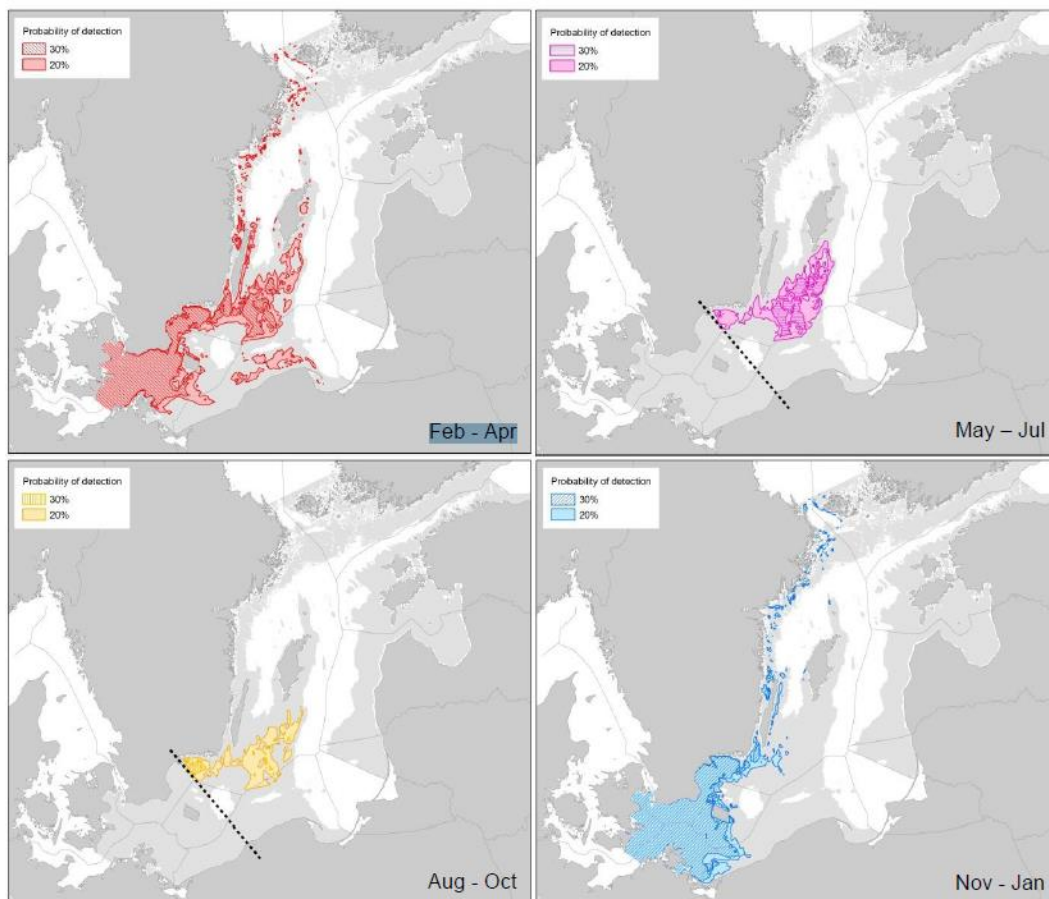 Probability of detection
30%
20%
Feb - Apr
Probability of detection
30%
20%
May – Jul
Probability of detection
30%
20%
Aug - Oct
Probability of detection
30%
20%
Nov - Jan